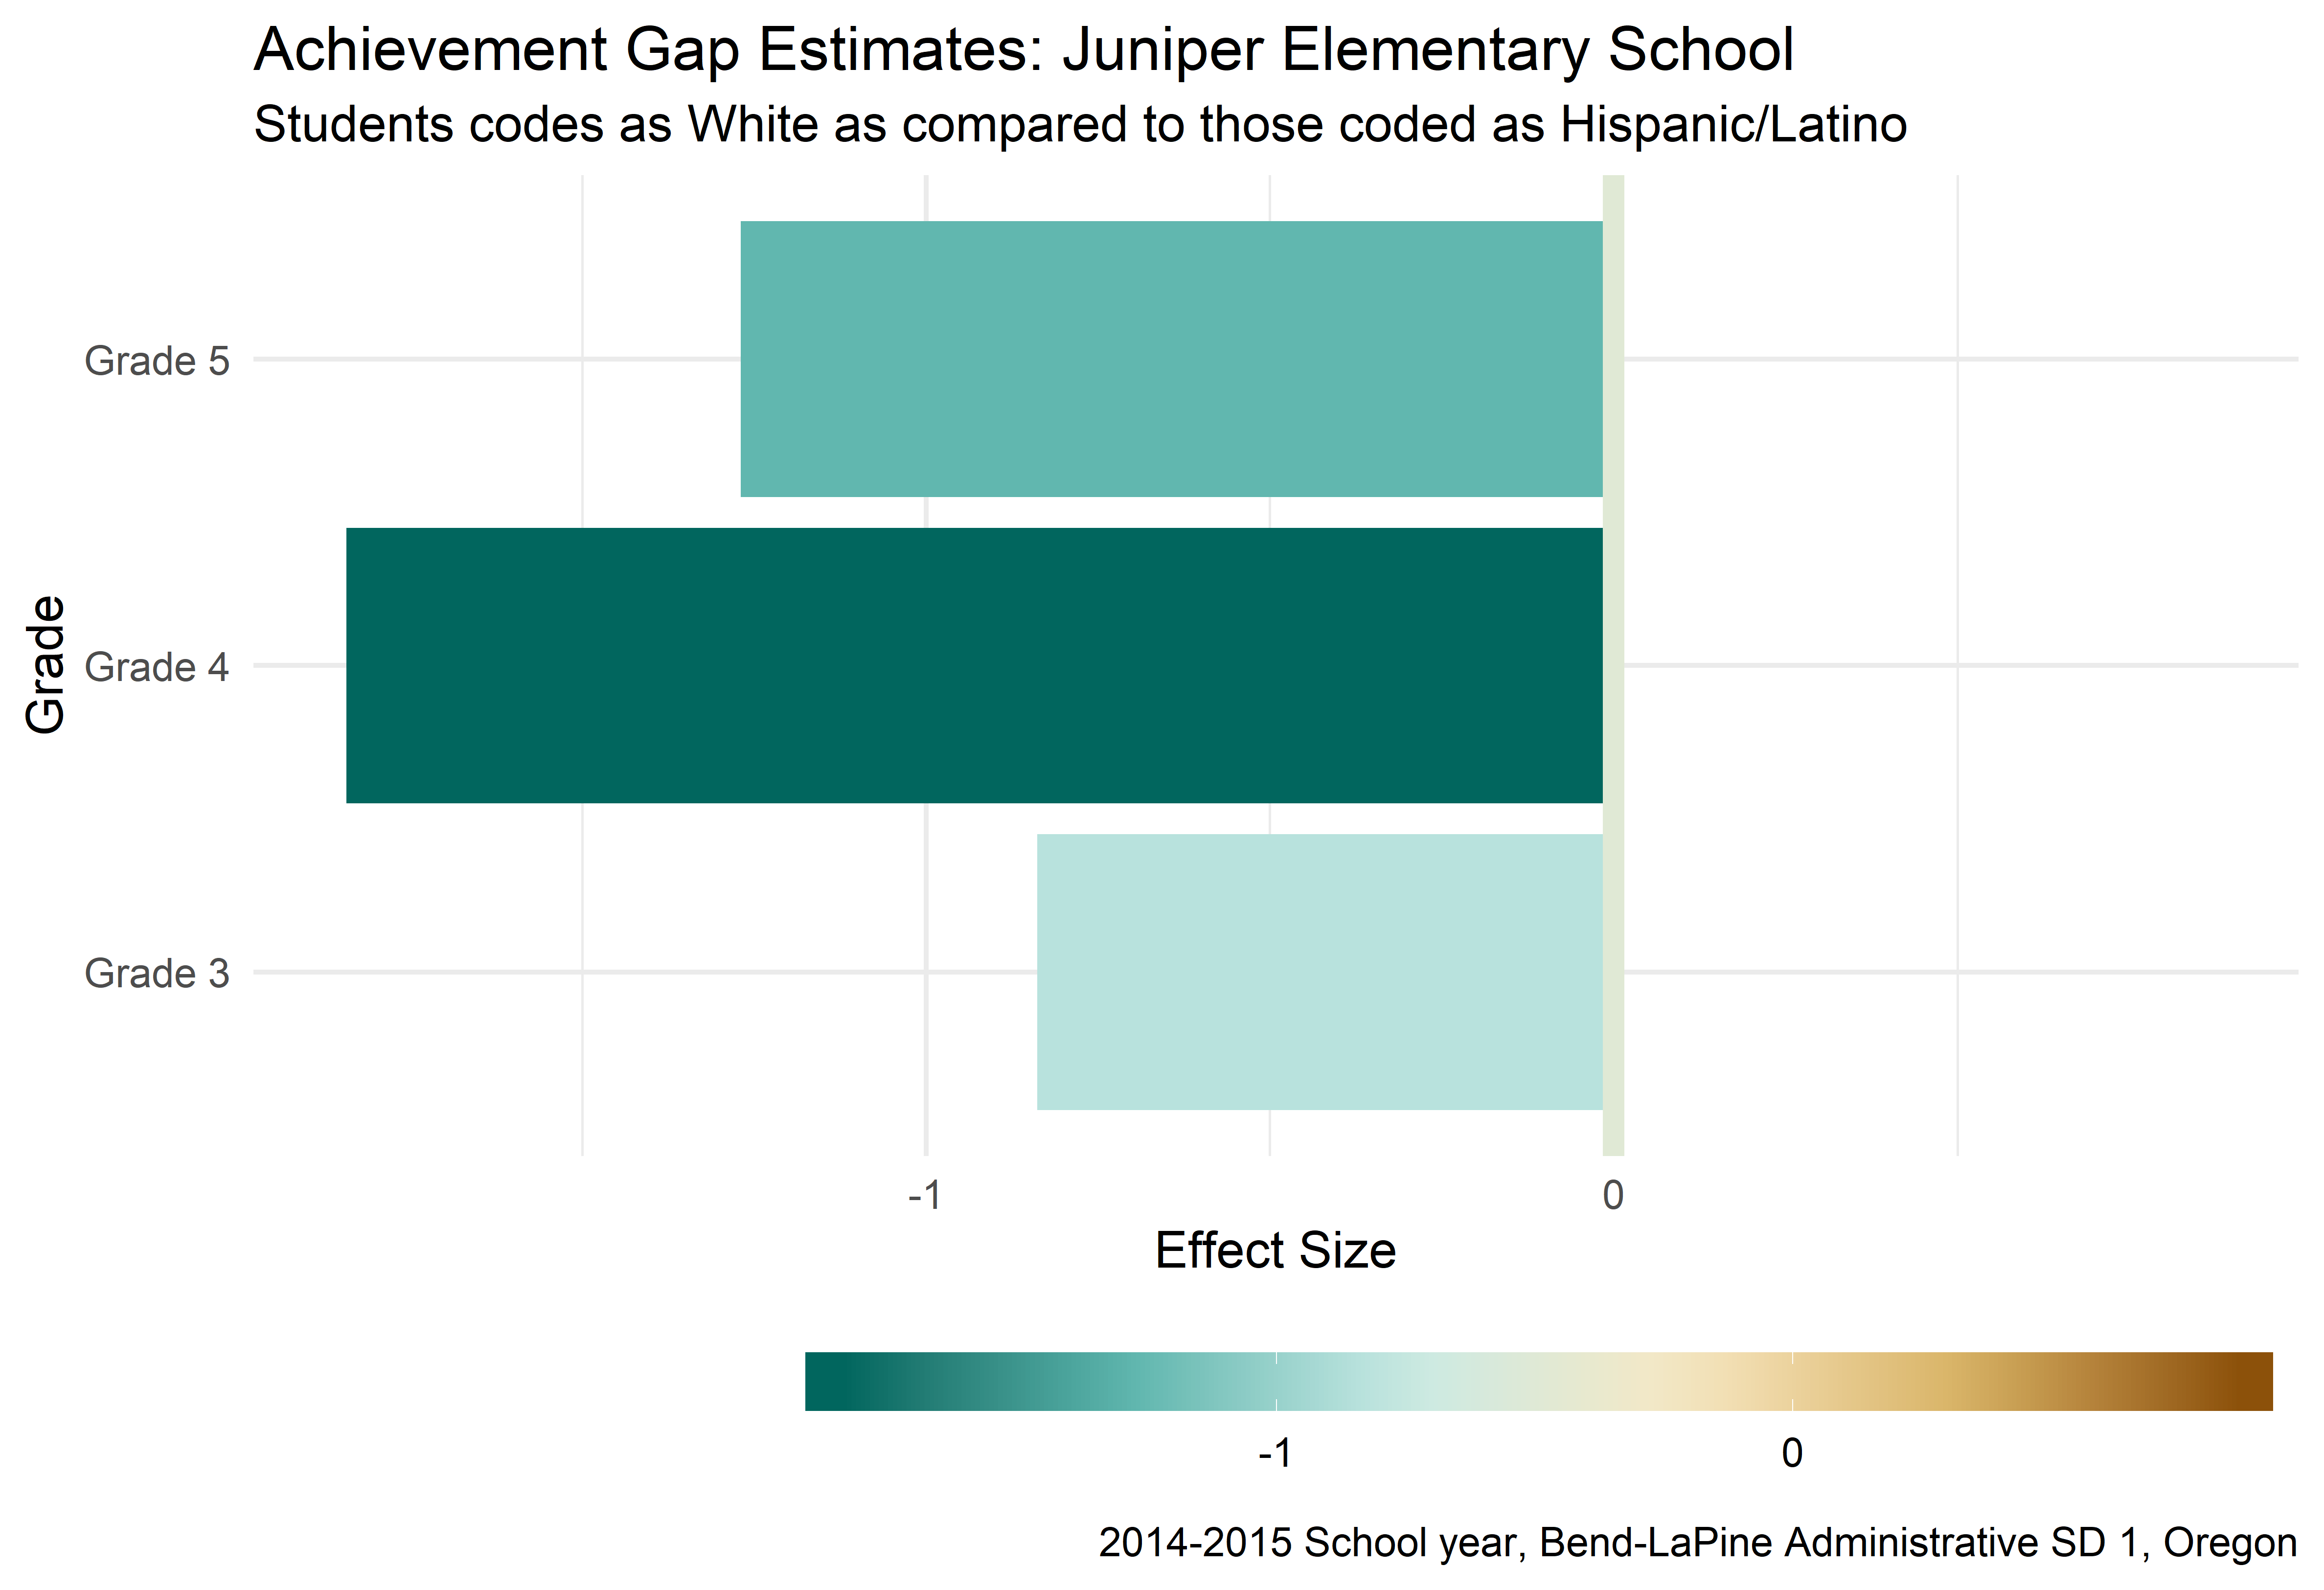 Achievement Gap Estimates: Juniper Elementary School
Students codes as White as compared to those coded as Hispanic/Latino
Grade
Grade 5
Grade 4
Grade 3
-1 0
Effect Size
-1 0
2014-2015 School year, Bend-LaPine Administrative SD 1, Oregon